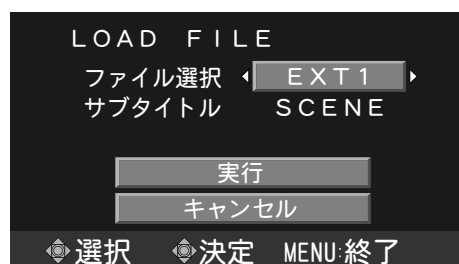 LOAD FILE
ファイル選択 EXT1
サブタイトル SCENE
実行
キャンセル
選択 決定 MENU:終了